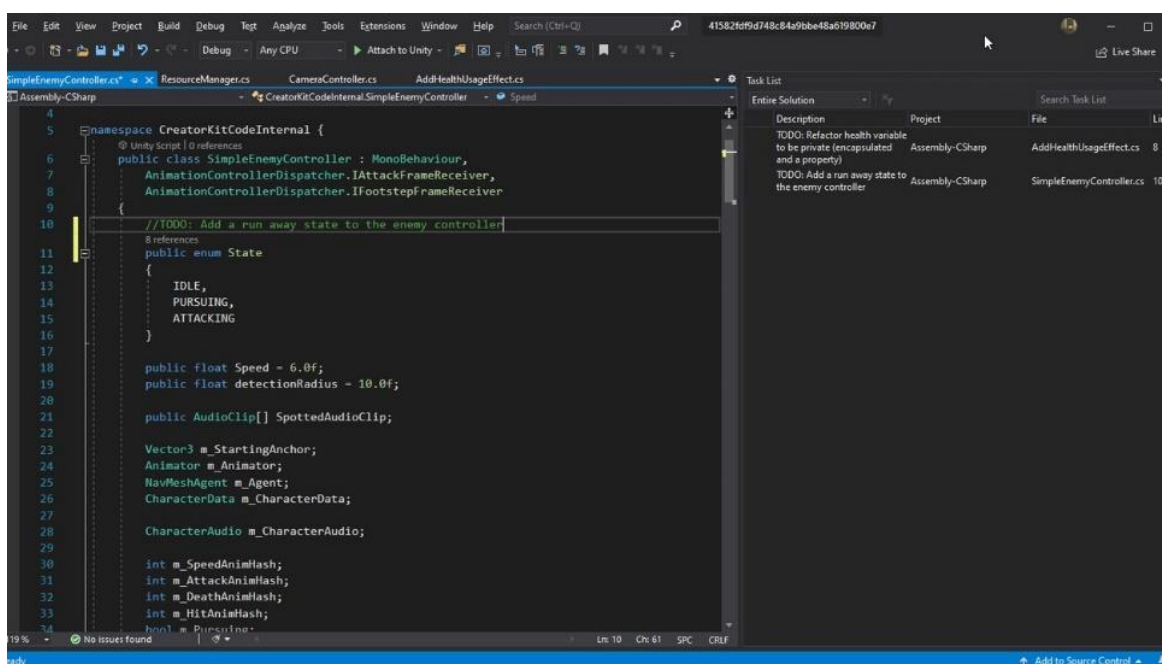 File Edit View Project Build Debug Test Analyze Tools Extensions Window Help Search (Ctrl+Q) 41582fdf9d748c84a9bbe48a619800e7
Debug Any CPU Attach to Unity Live Share
SimpleEnemyController.cs* ResourceManager.cs CameraController.cs AddHealthUsageEffect.cs
Assembly-CSharp CreatorKitCodeInternal.SimpleEnemyController Speed
4
5 namespace CreatorKitCodeInternal {
Unity Script | 0 references
6 public class SimpleEnemyController : MonoBehaviour,
7 AnimationControllerDispatcher.IAttackFrameReceiver,
8 AnimationControllerDispatcher.IFootstepFrameReceiver
9 {
10 //TODO: Add a run away state to the enemy controller
8 references
11 public enum State
12 {
13 IDLE,
14 PURSUING,
15 ATTACKING
16 }
17
18 public float Speed = 6.0f;
19 public float detectionRadius = 10.0f;
20
21 public AudioClip[] SpottedAudioClip;
22
23 Vector3 m_StartingAnchor;
24 Animator m_Animator;
25 NavMeshAgent m_Agent;
26 CharacterData m_CharacterData;
27
28 CharacterAudio m_CharacterAudio;
29
30 int m_SpeedAnimHash;
31 int m_AttackAnimHash;
32 int m_DeathAnimHash;
33 int m_HitAnimHash;
34 bool m_Pursuing;
119 % No issues found Ln: 10 Ch: 61 SPC CRLF
Task List
Entire Solution Search Task List
Description Project File Li
TODO: Refactor health variable
to be private (encapsulated Assembly-CSharp AddHealthUsageEffect.cs 8
and a property)
TODO: Add a run away state to
the enemy controller Assembly-CSharp SimpleEnemyController.cs 10
Add to Source Control